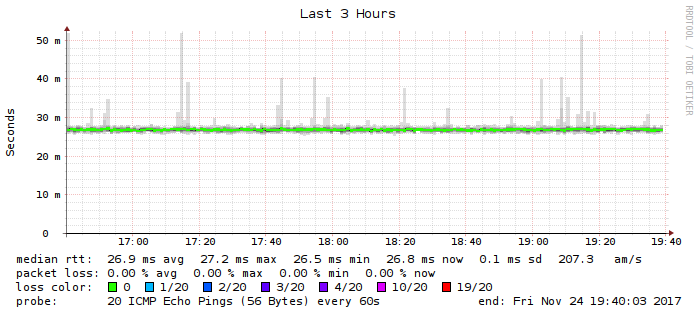 Last 3 Hours
RRDTOOL / TOBI OETIKER
Seconds
50 m
40 m
30 m
20 m
10 m
0
17:00 17:20 17:40 18:00 18:20 18:40 19:00 19:20 19:40
median rtt: 26.9 ms avg 27.2 ms max 26.5 ms min 26.8 ms now 0.1 ms sd 207.3 am/s
packet loss: 0.00 % avg 0.00 % max 0.00 % min 0.00 % now
loss color: 0 1/20 2/20 3/20 4/20 10/20 19/20
probe: 20 ICMP Echo Pings (56 Bytes) every 60s end: Fri Nov 24 19:40:03 2017